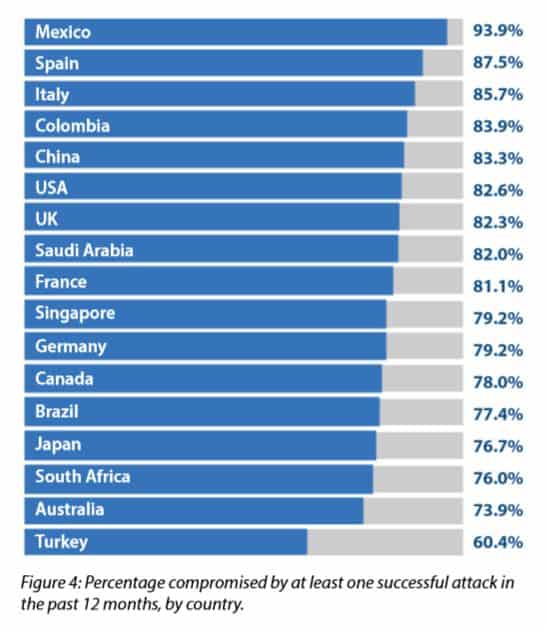 Mexico 93.9%
Spain 87.5%
Italy 85.7%
Colombia 83.9%
China 83.3%
USA 82.6%
UK 82.3%
Saudi Arabia 82.0%
France 81.1%
Singapore 79.2%
Germany 79.2%
Canada 78.0%
Brazil 77.4%
Japan 76.7%
South Africa 76.0%
Australia 73.9%
Turkey 60.4%
Figure 4: Percentage compromised by at least one successful attack in
the past 12 months, by country.